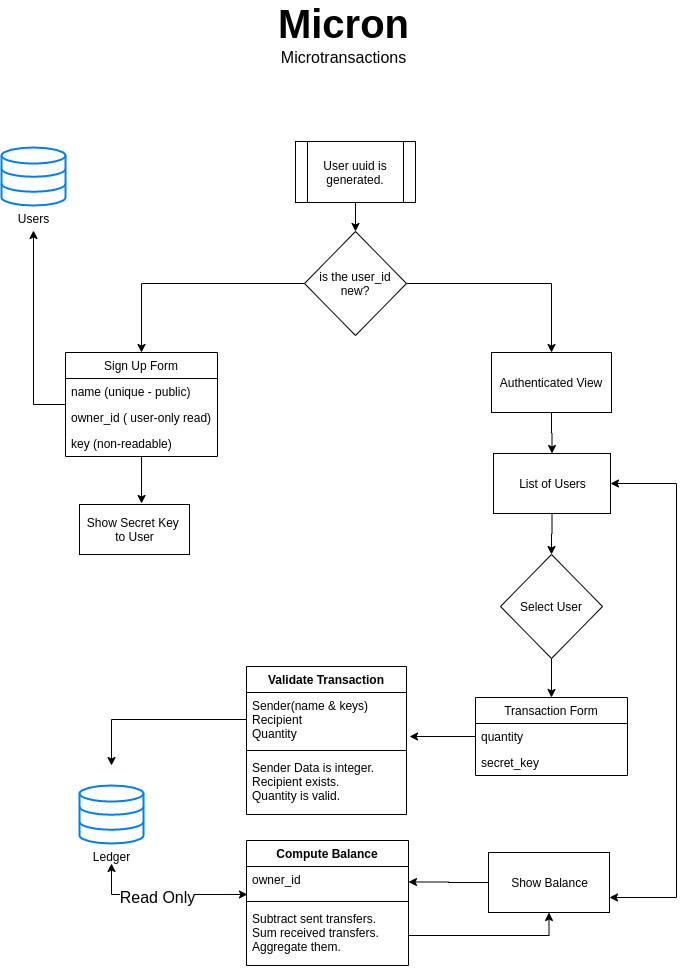 Micron
Microtransactions
User uuid is
generated.
Users
is the user_id
new?
Sign Up Form
name (unique - public)
owner_id ( user-only read)
key (non-readable)
Authenticated View
List of Users
Show Secret Key
to User
Select User
Validate Transaction
Sender(name & keys)
Recipient
Quantity
Sender Data is integer.
Recipient exists.
Quantity is valid.
Transaction Form
quantity
secret_key
Ledger
Read Only
Compute Balance
owner_id
Subtract sent transfers.
Sum received transfers.
Aggregate them.
Show Balance